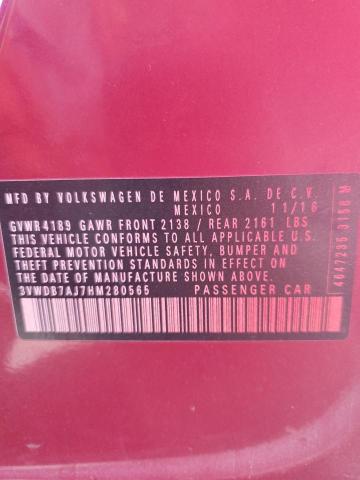 MFD BY VOLKSWAGEN DE MEXICO S.A. DE C.V.
MEXICO 11/16
GVWR4189 GAWR FRONT 2138 / REAR 2161 LBS
THIS VEHICLE CONFORMS TO ALL APPLICABLE U.S.
FEDERAL MOTOR VEHICLE SAFETY, BUMPER AND
THEFT PREVENTION STANDARDS IN EFFECT ON
THE DATE OF MANUFACTURE SHOWN ABOVE.
3VWDB7AJ7HM280565 PASSENGER CAR
4947235 3156 M